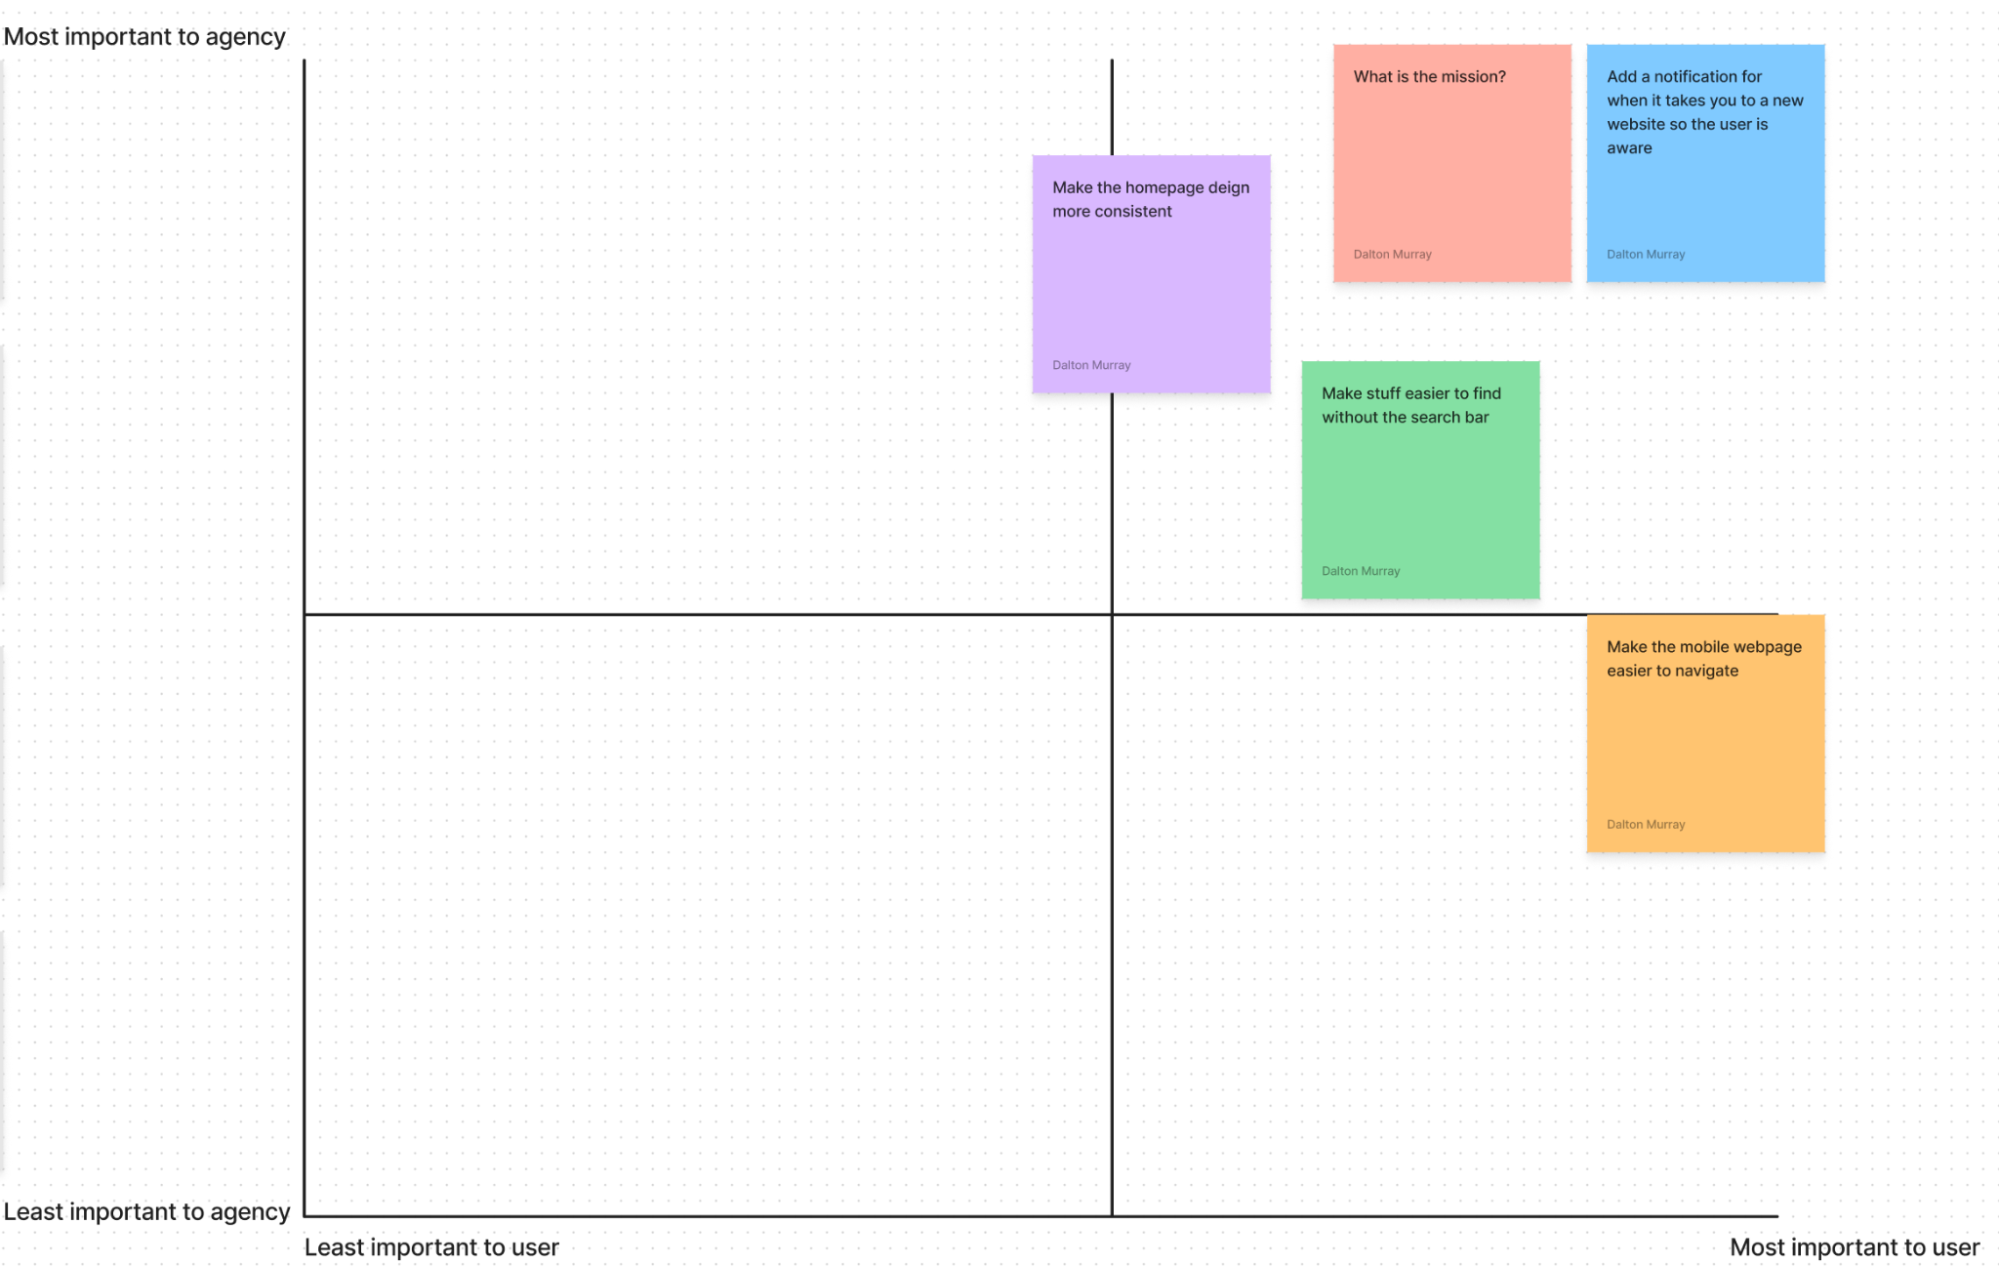 Most important to agency
What is the mission?
Dalton Murray
Add a notification for
when it takes you to a new
website so the user is
aware
Dalton Murray
Make the homepage deign
more consistent
Dalton Murray
Make stuff easier to find
without the search bar
Dalton Murray
Make the mobile webpage
easier to navigate
Dalton Murray
Least important to agency
Least important to user
Most important to user